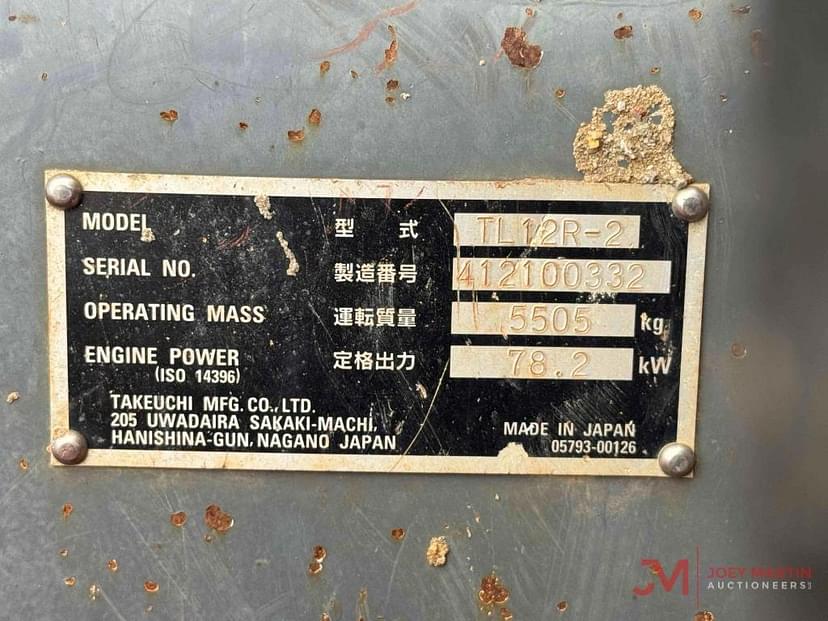 MODEL 型 式 TL12R-2
SERIAL NO. 製造番号 412100332
OPERATING MASS 運転質量 5505 kg
ENGINE POWER 定格出力 78.2 kW
(ISO 14396)
TAKEUCHI MFG. CO., LTD.
205 UWADAIRA SAKAKI-MACHI,
HANISHINA-GUN, NAGANO JAPAN
MADE IN JAPAN
05793-00126
JM JOEY MARTIN
AUCTIONEERS LLC